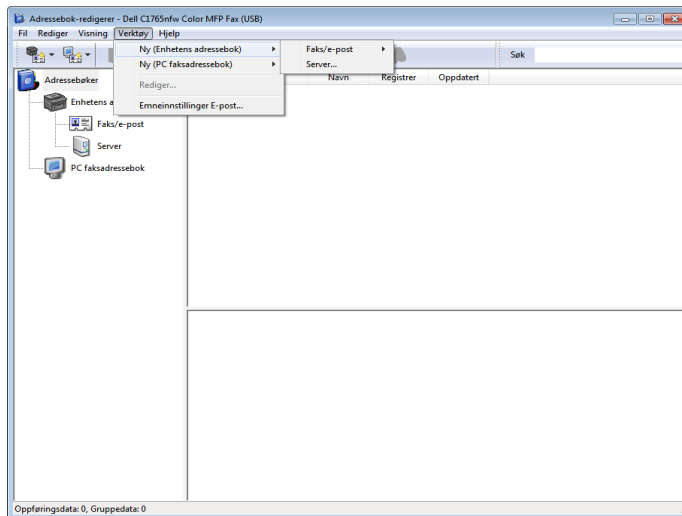 Adressebok-redigerer - Dell C1765nfw Color MFP Fax (USB)
Fil Rediger Visning Verktøy Hjelp
Ny (Enhetens adressebok)
Ny (PC faksadressebok)
Rediger...
Emneinnstillinger E-post...
Faks/e-post
Server...
Søk
Navn Registrer Oppdatert
Adressebøker
Enhetens a
Faks/e-post
Server
PC faksadressebok
Oppføringsdata: 0, Gruppedata: 0